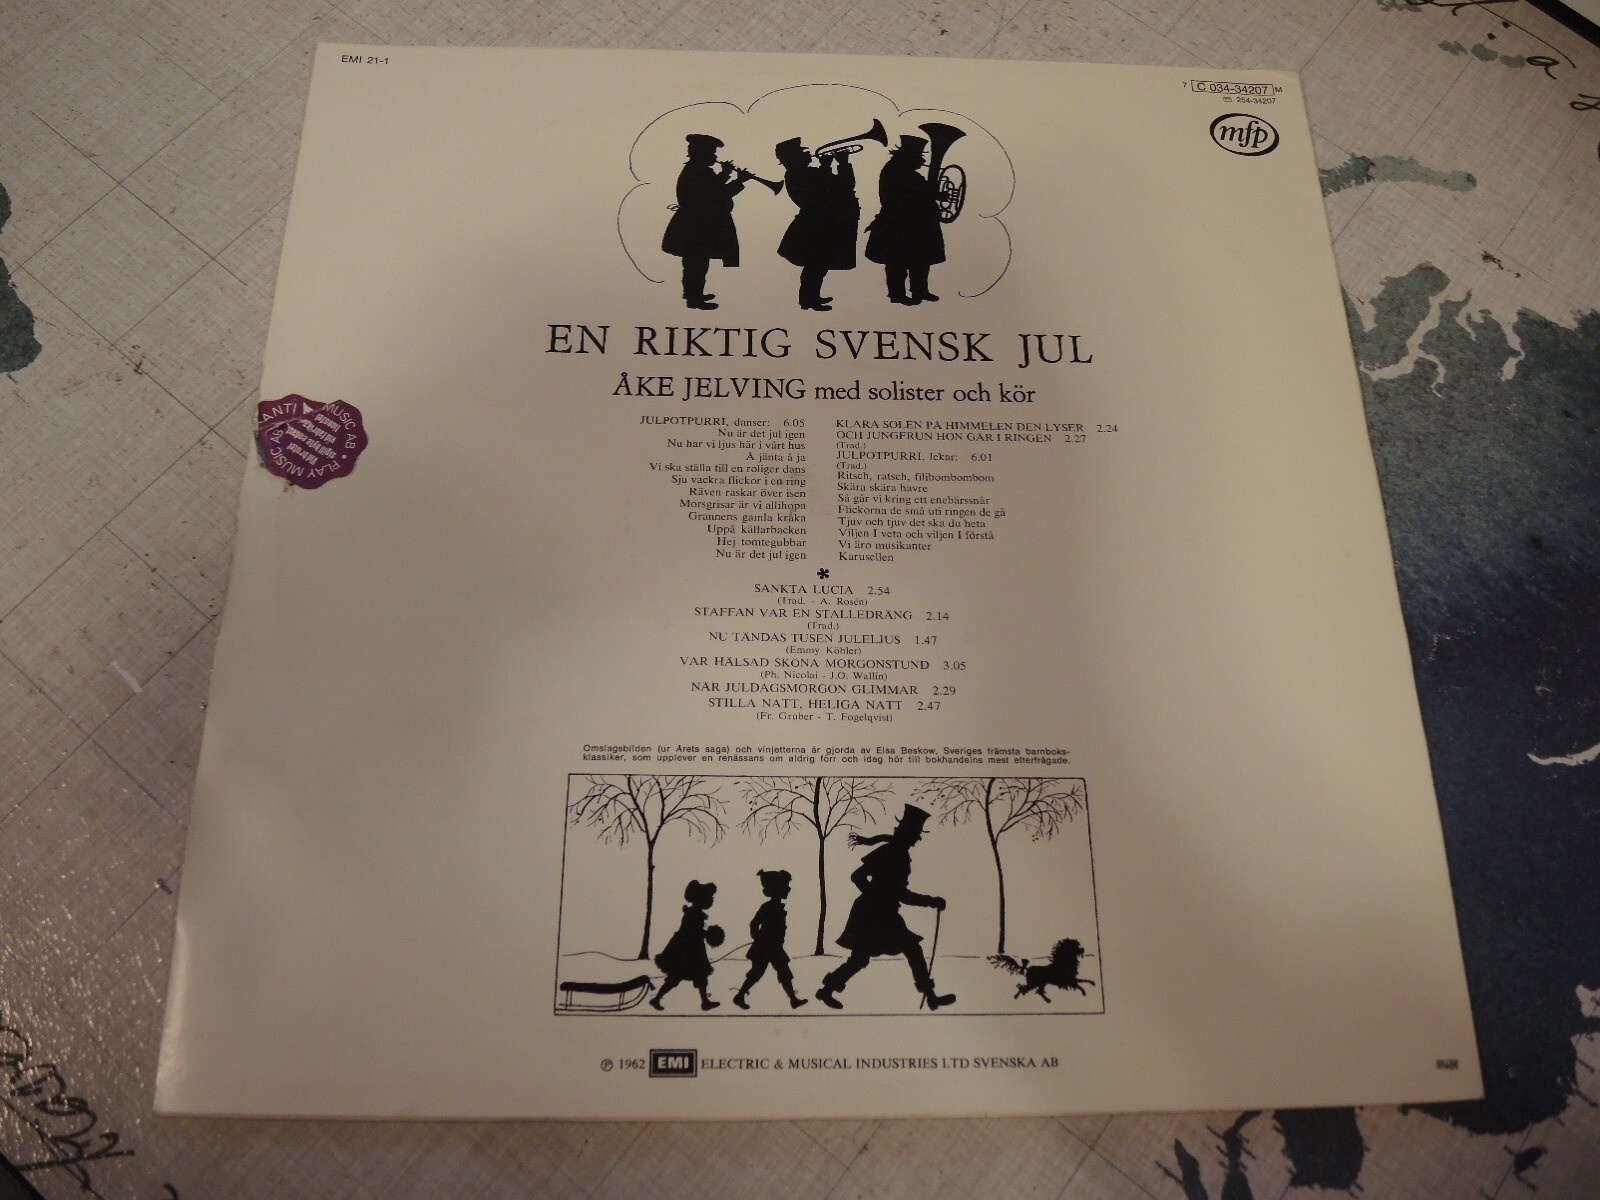 EMI 21-1
7 C 034-34207 M
254-34207
mfp
EN RIKTIG SVENSK JUL
ÅKE JELVING med solister och kör
JULPOTPURRI, danser: 6.05
Nu är det jul igen
Nu har vi ljus här i vårt hus
Å jänta å ja
Vi ska ställa till en roliger dans
Sju vackra flickor i en ring
Räven raskar över isen
Morsgrisar är vi allihopa
Grannens gamla kråka
Uppå källarbacken
Hej tomtegubbar
Nu är det jul igen
KLARA SOLEN PÅ HIMMELEN DEN LYSER 2.24
OCH JUNGFRUN HON GÅR I RINGEN 2.27
(Trad.)
JULPOTPURRI, lekar: 6.01
(Trad.)
Ritsch, ratsch, filibombombom
Skära skära havre
Så går vi kring ett enebärssnår
Flickorna de små uti ringen de gå
Tjuv och tjuv det ska du heta
Viljen I veta och viljen I förstå
Vi äro musikanter
Karusellen
*
SANKTA LUCIA 2.54
(Trad. - A. Rosén)
STAFFAN VAR EN STALLEDRÄNG 2.14
(Trad.)
NU TÄNDAS TUSEN JULELJUS 1.47
(Emmy Köhler)
VAR HÄLSAD SKÖNA MORGONSTUND 3.05
(Ph. Nicolai - J.O. Wallin)
NÄR JULDAGSMORGON GLIMMAR 2.29
STILLA NATT, HELIGA NATT 2.47
(Fr. Gruber - T. Fogelqvist)
Omslagsbilden (ur Årets saga) och vinjetterna är gjorda av Elsa Beskow, Sveriges främsta barnboks-
klassiker, som upplever en renässans om aldrig förr och idag hör till bokhandelns mest efterfrågade.
℗ 1962 EMI ELECTRIC & MUSICAL INDUSTRIES LTD SVENSKA AB
ANTI
MUSIC AB
PLAY MUSIC AB